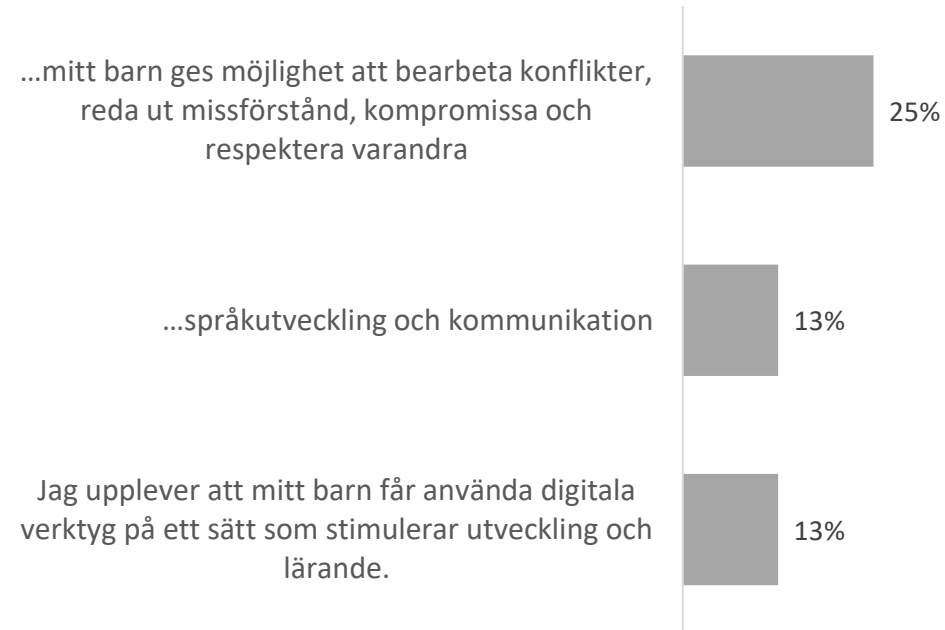 ...mitt barn ges möjlighet att bearbeta konflikter,
reda ut missförstånd, kompromissa och
respektera varandra
25%
...språkutveckling och kommunikation
13%
Jag upplever att mitt barn får använda digitala
verktyg på ett sätt som stimulerar utveckling och
lärande.
13%